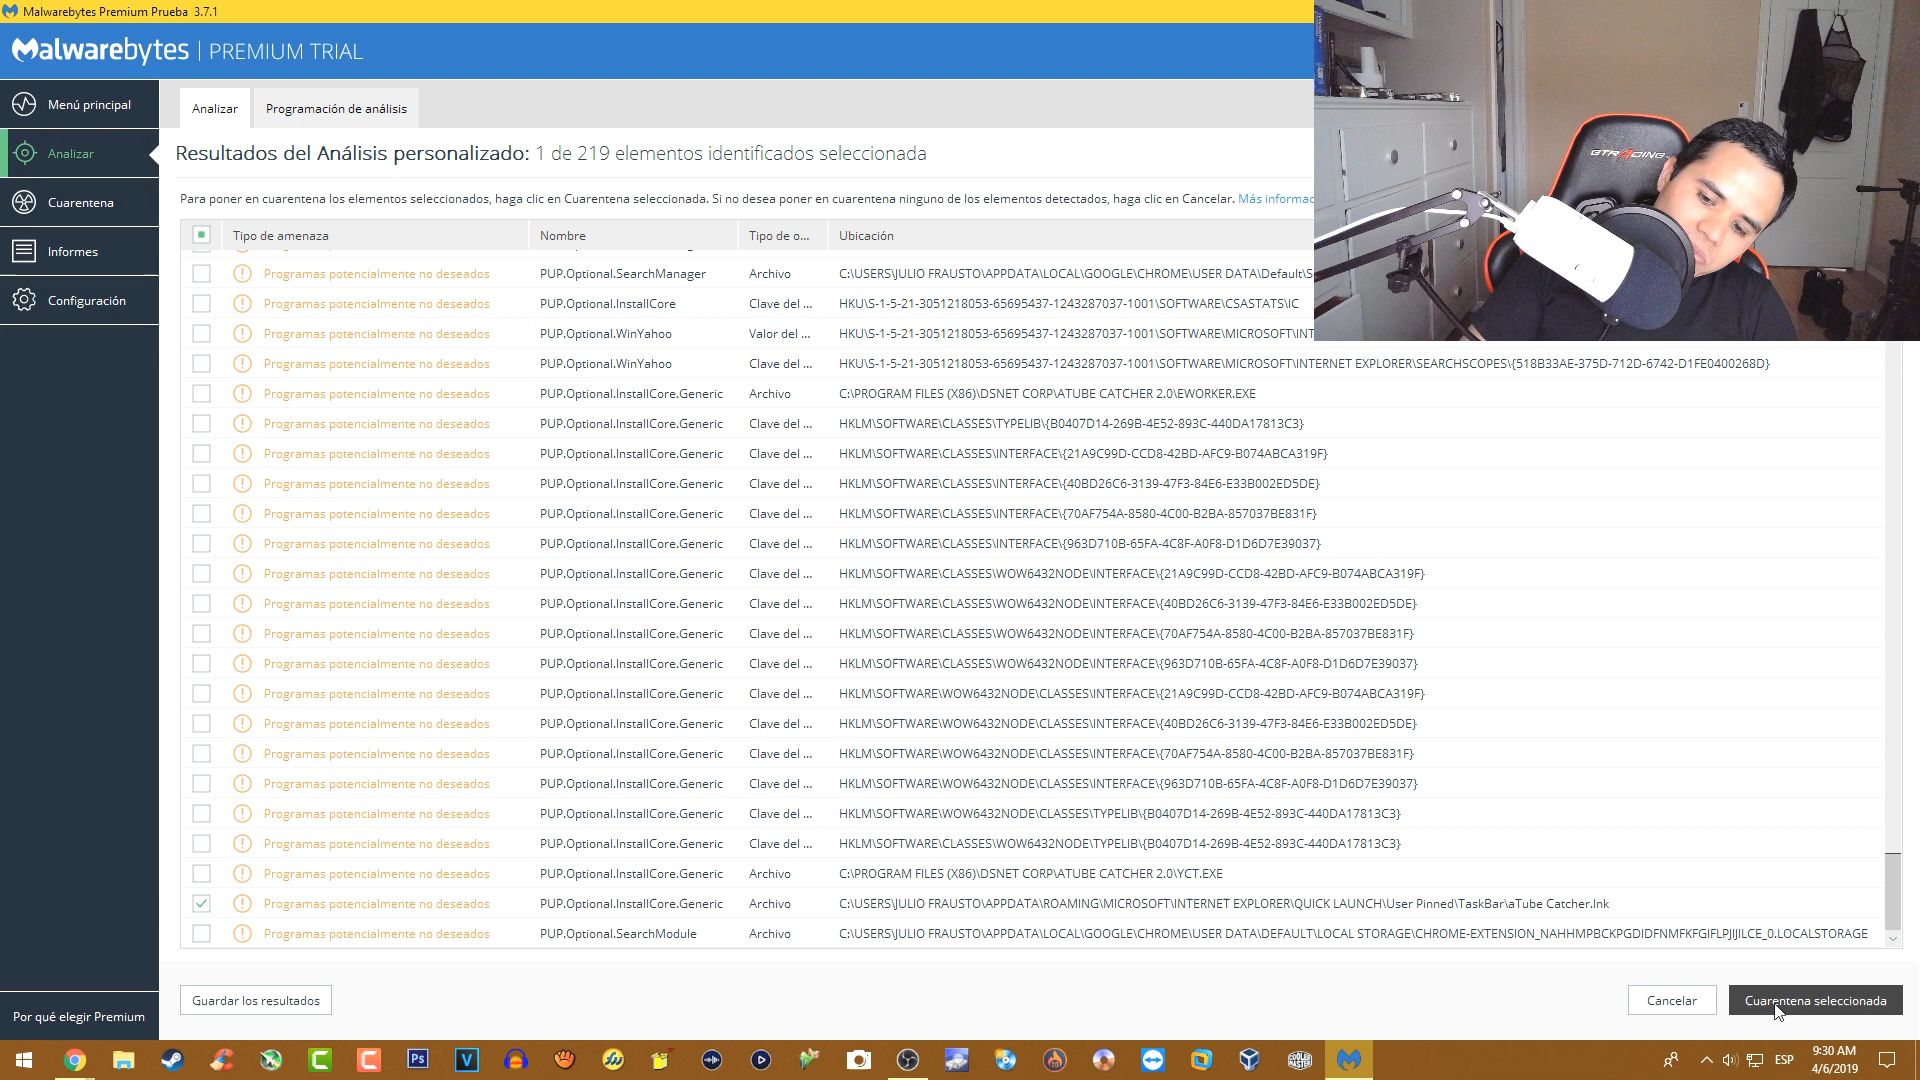 Malwarebytes Premium Prueba 3.7.1
Malwarebytes | PREMIUM TRIAL
Menú principal
Analizar
Cuarentena
Informes
Configuración
Por qué elegir Premium
Analizar Programación de análisis
Resultados del Análisis personalizado: 1 de 219 elementos identificados seleccionada
Para poner en cuarentena los elementos seleccionados, haga clic en Cuarentena seleccionada. Si no desea poner en cuarentena ninguno de los elementos detectados, haga clic en Cancelar. Más informac
Tipo de amenaza Nombre Tipo de o... Ubicación
Programas potencialmente no deseados PUP.Optional.SearchManager Archivo C:\USERS\JULIO FRAUSTO\APPDATA\LOCAL\GOOGLE\CHROME\USER DATA\Default\S
Programas potencialmente no deseados PUP.Optional.InstallCore Clave del ... HKU\S-1-5-21-3051218053-65695437-1243287037-1001\SOFTWARE\CSASTATS\IC
Programas potencialmente no deseados PUP.Optional.WinYahoo Valor del ... HKU\S-1-5-21-3051218053-65695437-1243287037-1001\SOFTWARE\MICROSOFT\INT
Programas potencialmente no deseados PUP.Optional.WinYahoo Clave del ... HKU\S-1-5-21-3051218053-65695437-1243287037-1001\SOFTWARE\MICROSOFT\INTERNET EXPLORER\SEARCHSCOPES\{518B33AE-375D-712D-6742-D1FE0400268D}
Programas potencialmente no deseados PUP.Optional.InstallCore.Generic Archivo C:\PROGRAM FILES (X86)\DSNET CORP\ATUBE CATCHER 2.0\EWORKER.EXE
Programas potencialmente no deseados PUP.Optional.InstallCore.Generic Clave del ... HKLM\SOFTWARE\CLASSES\TYPELIB\{B0407D14-269B-4E52-893C-440DA17813C3}
Programas potencialmente no deseados PUP.Optional.InstallCore.Generic Clave del ... HKLM\SOFTWARE\CLASSES\INTERFACE\{21A9C99D-CCD8-42BD-AFC9-B074ABCA319F}
Programas potencialmente no deseados PUP.Optional.InstallCore.Generic Clave del ... HKLM\SOFTWARE\CLASSES\INTERFACE\{40BD26C6-3139-47F3-84E6-E33B002ED5DE}
Programas potencialmente no deseados PUP.Optional.InstallCore.Generic Clave del ... HKLM\SOFTWARE\CLASSES\INTERFACE\{70AF754A-8580-4C00-B2BA-857037BE831F}
Programas potencialmente no deseados PUP.Optional.InstallCore.Generic Clave del ... HKLM\SOFTWARE\CLASSES\INTERFACE\{963D710B-65FA-4C8F-A0F8-D1D6D7E39037}
Programas potencialmente no deseados PUP.Optional.InstallCore.Generic Clave del ... HKLM\SOFTWARE\CLASSES\WOW6432NODE\INTERFACE\{21A9C99D-CCD8-42BD-AFC9-B074ABCA319F}
Programas potencialmente no deseados PUP.Optional.InstallCore.Generic Clave del ... HKLM\SOFTWARE\CLASSES\WOW6432NODE\INTERFACE\{40BD26C6-3139-47F3-84E6-E33B002ED5DE}
Programas potencialmente no deseados PUP.Optional.InstallCore.Generic Clave del ... HKLM\SOFTWARE\CLASSES\WOW6432NODE\INTERFACE\{70AF754A-8580-4C00-B2BA-857037BE831F}
Programas potencialmente no deseados PUP.Optional.InstallCore.Generic Clave del ... HKLM\SOFTWARE\CLASSES\WOW6432NODE\INTERFACE\{963D710B-65FA-4C8F-A0F8-D1D6D7E39037}
Programas potencialmente no deseados PUP.Optional.InstallCore.Generic Clave del ... HKLM\SOFTWARE\WOW6432NODE\CLASSES\INTERFACE\{21A9C99D-CCD8-42BD-AFC9-B074ABCA319F}
Programas potencialmente no deseados PUP.Optional.InstallCore.Generic Clave del ... HKLM\SOFTWARE\WOW6432NODE\CLASSES\INTERFACE\{40BD26C6-3139-47F3-84E6-E33B002ED5DE}
Programas potencialmente no deseados PUP.Optional.InstallCore.Generic Clave del ... HKLM\SOFTWARE\WOW6432NODE\CLASSES\INTERFACE\{70AF754A-8580-4C00-B2BA-857037BE831F}
Programas potencialmente no deseados PUP.Optional.InstallCore.Generic Clave del ... HKLM\SOFTWARE\WOW6432NODE\CLASSES\INTERFACE\{963D710B-65FA-4C8F-A0F8-D1D6D7E39037}
Programas potencialmente no deseados PUP.Optional.InstallCore.Generic Clave del ... HKLM\SOFTWARE\WOW6432NODE\CLASSES\TYPELIB\{B0407D14-269B-4E52-893C-440DA17813C3}
Programas potencialmente no deseados PUP.Optional.InstallCore.Generic Clave del ... HKLM\SOFTWARE\CLASSES\WOW6432NODE\TYPELIB\{B0407D14-269B-4E52-893C-440DA17813C3}
Programas potencialmente no deseados PUP.Optional.InstallCore.Generic Archivo C:\PROGRAM FILES (X86)\DSNET CORP\ATUBE CATCHER 2.0\YCT.EXE
Programas potencialmente no deseados PUP.Optional.InstallCore.Generic Archivo C:\USERS\JULIO FRAUSTO\APPDATA\ROAMING\MICROSOFT\INTERNET EXPLORER\QUICK LAUNCH\User Pinned\TaskBar\aTube Catcher.lnk
Programas potencialmente no deseados PUP.Optional.SearchModule Archivo C:\USERS\JULIO FRAUSTO\APPDATA\LOCAL\GOOGLE\CHROME\USER DATA\DEFAULT\LOCAL STORAGE\CHROME-EXTENSION_NAHHMPBCKPGDIDFNMFKFGIFLPJIJILCE_0.LOCALSTORAGE
Guardar los resultados Cancelar Cuarentena seleccionada
GTRACING
Ps V COOLER MASTER ESP 9:30 AM
4/6/2019